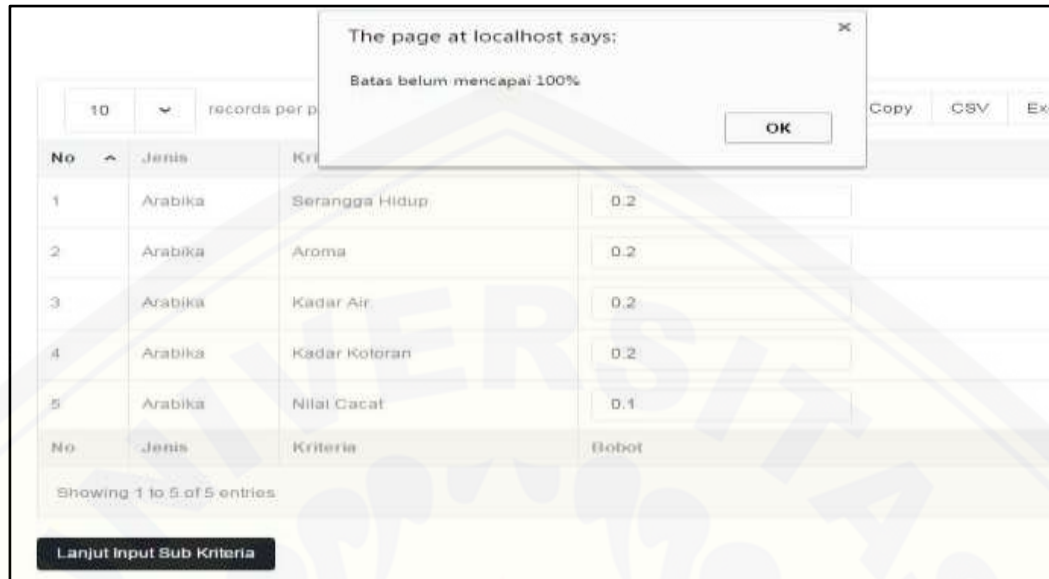 The page at localhost says:
×
Batas belum mencapai 100%
OK
10 records per p
Copy CSV
No Jenis
1 Arabika Serangga Hidup 0.2
2 Arabika Aroma 0.2
3 Arabika Kadar Air 0.2
4 Arabika Kadar Kotoran 0.2
5 Arabika Nilai Cacat 0.1
No Jenis Kriteria Bobot
Showing 1 to 5 of 5 entries
Lanjut Input Sub Kriteria
UNIVERSITAS